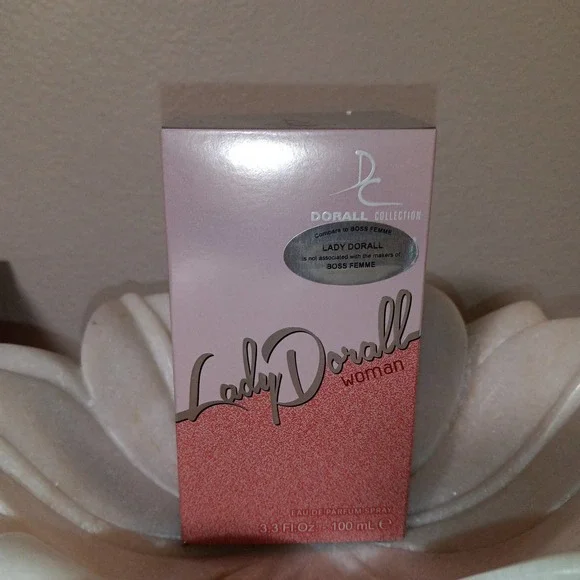 DC
DORALL COLLECTION
Compare to BOSS FEMME
LADY DORALL
is not associated with the makers of
BOSS FEMME
Lady Dorall
woman
EAU DE PARFUM SPRAY
3.3 Fl.Oz 100 mL ℮